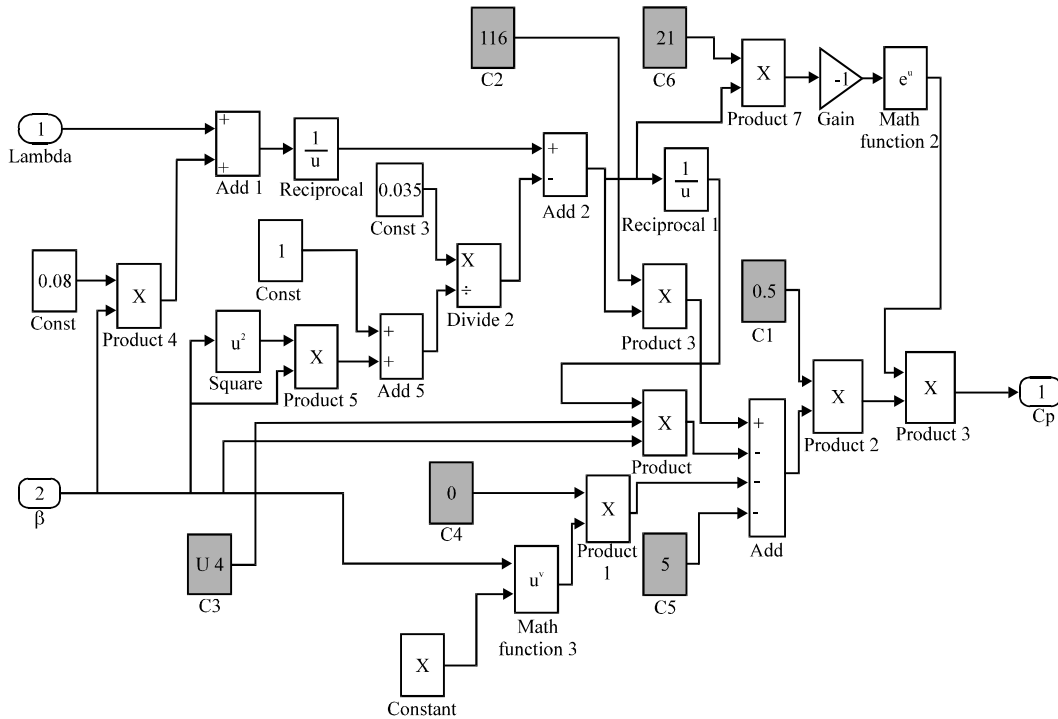 116
C2
21
C6
X
Product 7
-1
Gain
eᵘ
Math
function 2
1
Lambda
+
+
Add 1
1
u
Reciprocal
0.035
Const 3
+
-
Add 2
1
u
Reciprocal 1
0.08
Const
X
Product 4
1
Const
X
÷
Divide 2
X
Product 3
0.5
C1
u²
Square
X
Product 5
+
+
Add 5
X
Product
+
-
-
-
Add
X
Product 2
X
Product 3
1
Cp
2
β
0
C4
X
Product
1
U 4
C3
uᵛ
Math
function 3
5
C5
X
Constant